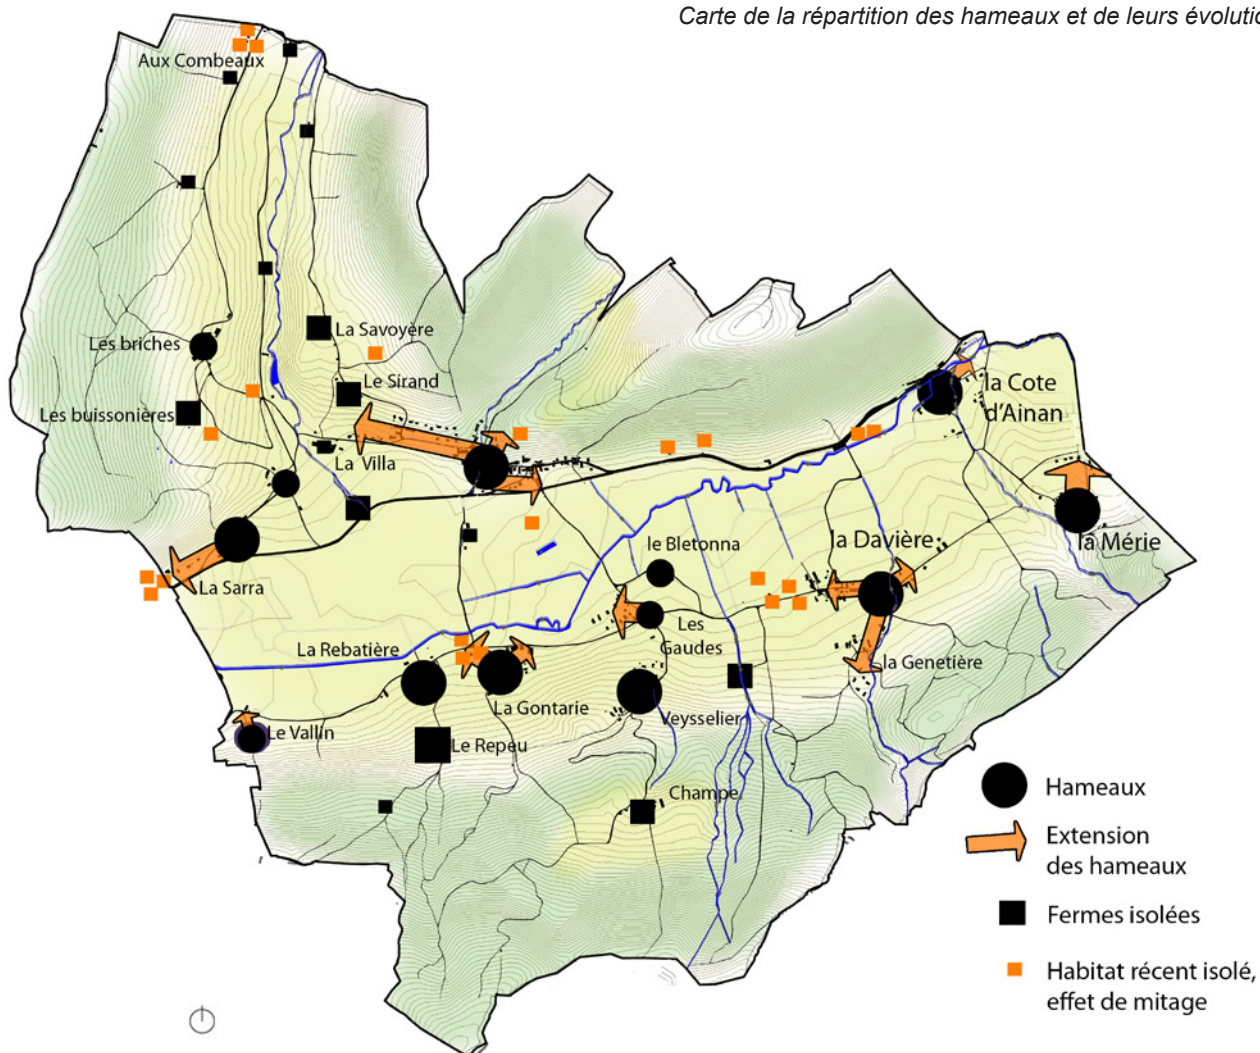 Carte de la répartition des hameaux et de leurs évolutio
Aux Combeaux
La Savoyère
Les briches
Le Sirand
Les buissonières
La Villa
la Cote
d'Ainan
la Mérie
La Sarra
le Bletonna
la Davière
Les
Gaudes
La Rebatière
la Genetière
La Gontarie
Veysselier
Le Vallin
Le Repeu
Champe
Hameaux
Extension
des hameaux
Fermes isolées
Habitat récent isolé,
effet de mitage